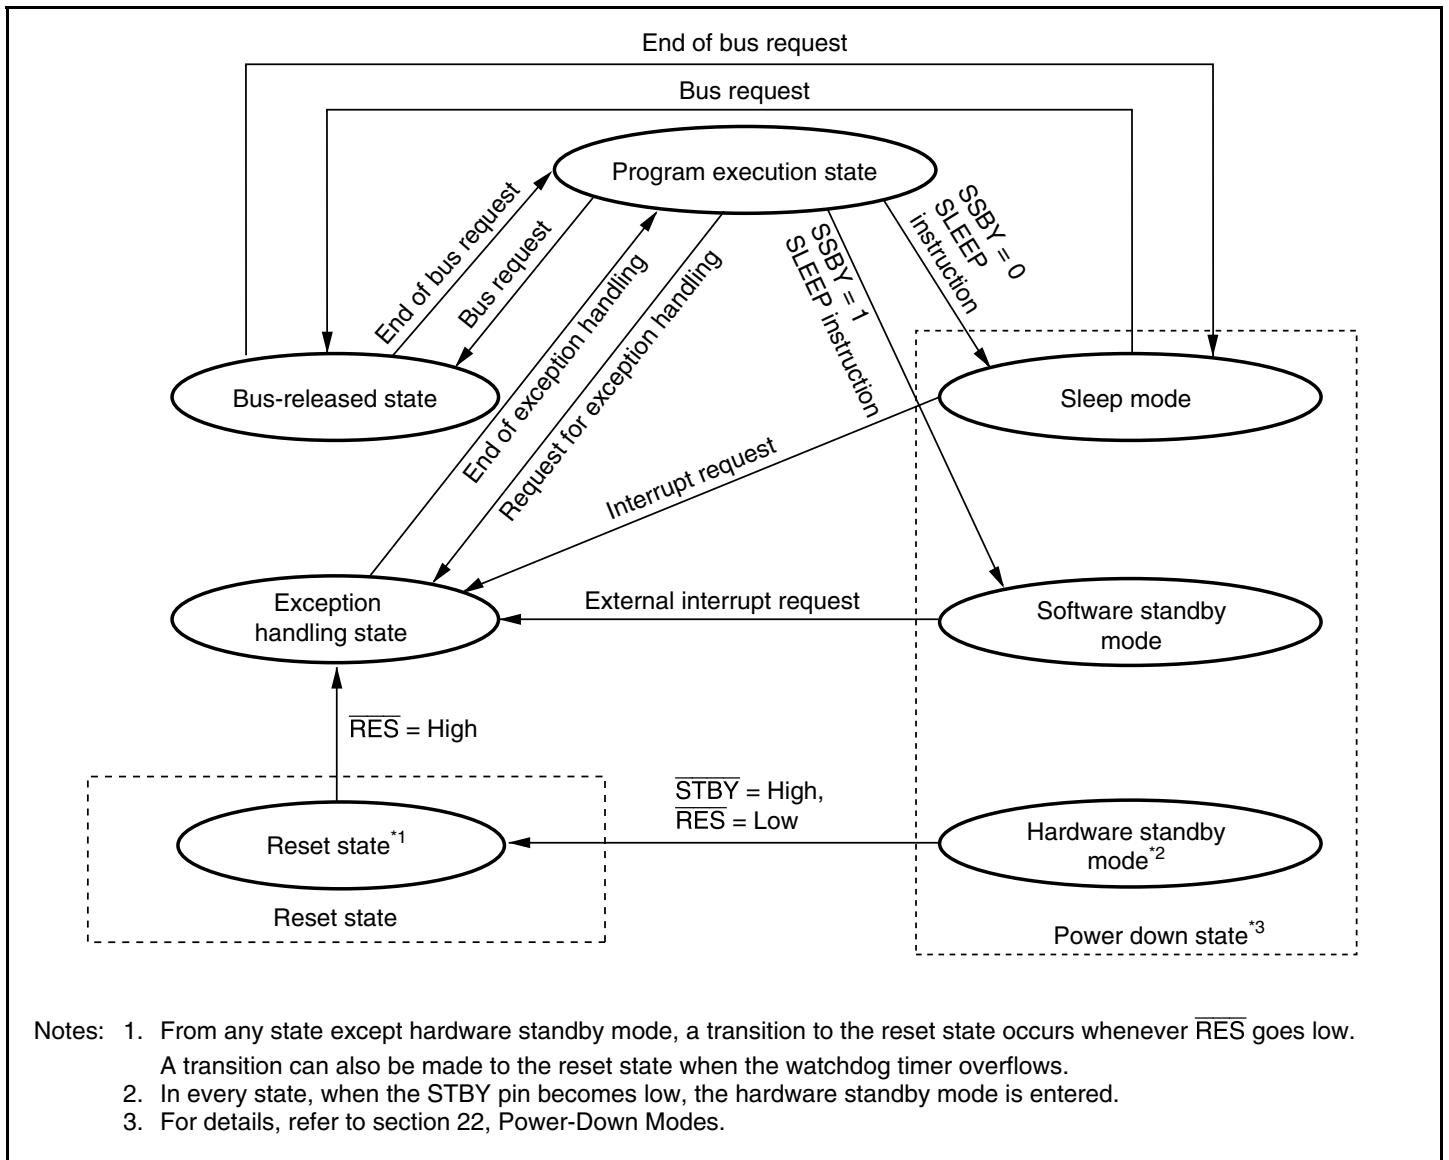 End of bus request
Bus request
Program execution state
End of bus request
Bus request
End of exception handling
Request for exception handling
SSBY = 1
SLEEP instruction
SSBY = 0
SLEEP
instruction
Bus-released state
Sleep mode
Interrupt request
Exception
handling state
External interrupt request
Software standby
mode
R̅E̅S̅ = High
S̅T̅B̅Y̅ = High,
R̅E̅S̅ = Low
Reset state*1
Hardware standby
mode*2
Reset state
Power down state*3
Notes: 1. From any state except hardware standby mode, a transition to the reset state occurs whenever R̅E̅S̅ goes low.
A transition can also be made to the reset state when the watchdog timer overflows.
2. In every state, when the STBY pin becomes low, the hardware standby mode is entered.
3. For details, refer to section 22, Power-Down Modes.